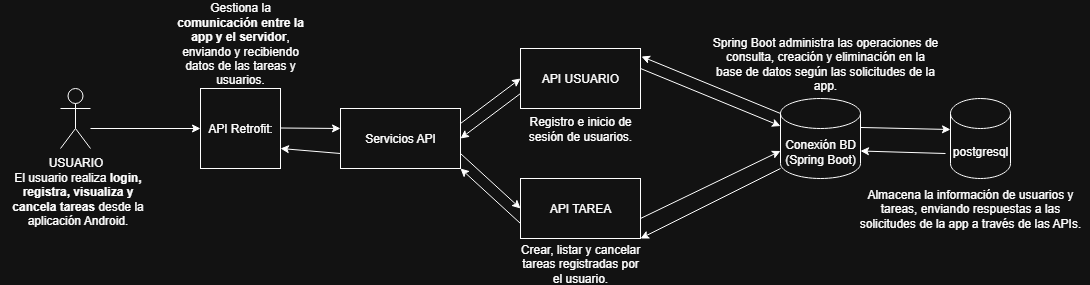 Gestiona la
comunicación entre la
app y el servidor,
enviando y recibiendo
datos de las tareas y
usuarios.
USUARIO
El usuario realiza login,
registra, visualiza y
cancela tareas desde la
aplicación Android.
API Retrofit:
Servicios API
API USUARIO
Registro e inicio de
sesión de usuarios.
API TAREA
Crear, listar y cancelar
tareas registradas por
el usuario.
Spring Boot administra las operaciones de
consulta, creación y eliminación en la
base de datos según las solicitudes de la
app.
Conexión BD
(Spring Boot)
postgresql
Almacena la información de usuarios y
tareas, enviando respuestas a las
solicitudes de la app a través de las APIs.